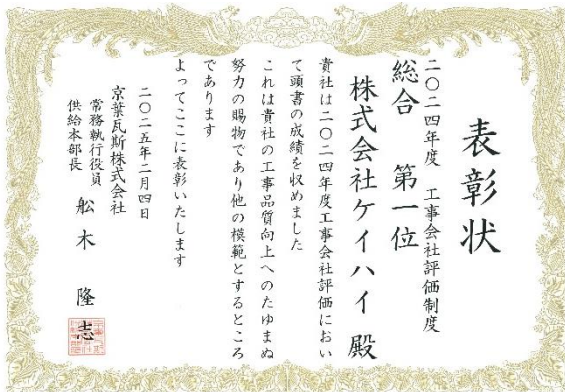 表彰状
二〇二四年度 工事会社評価制度
総合 第一位
株式会社ケイハイ 殿
貴社は二〇二四年度工事会社評価におい
て頭書の成績を収めました
これは貴社の工事品質向上へのたゆまぬ
努力の賜物であり他の模範とするところ
であります
よってここに表彰いたします
二〇二五年二月四日
京葉瓦斯株式会社
常務執行役員
供給本部長
舩木 隆志